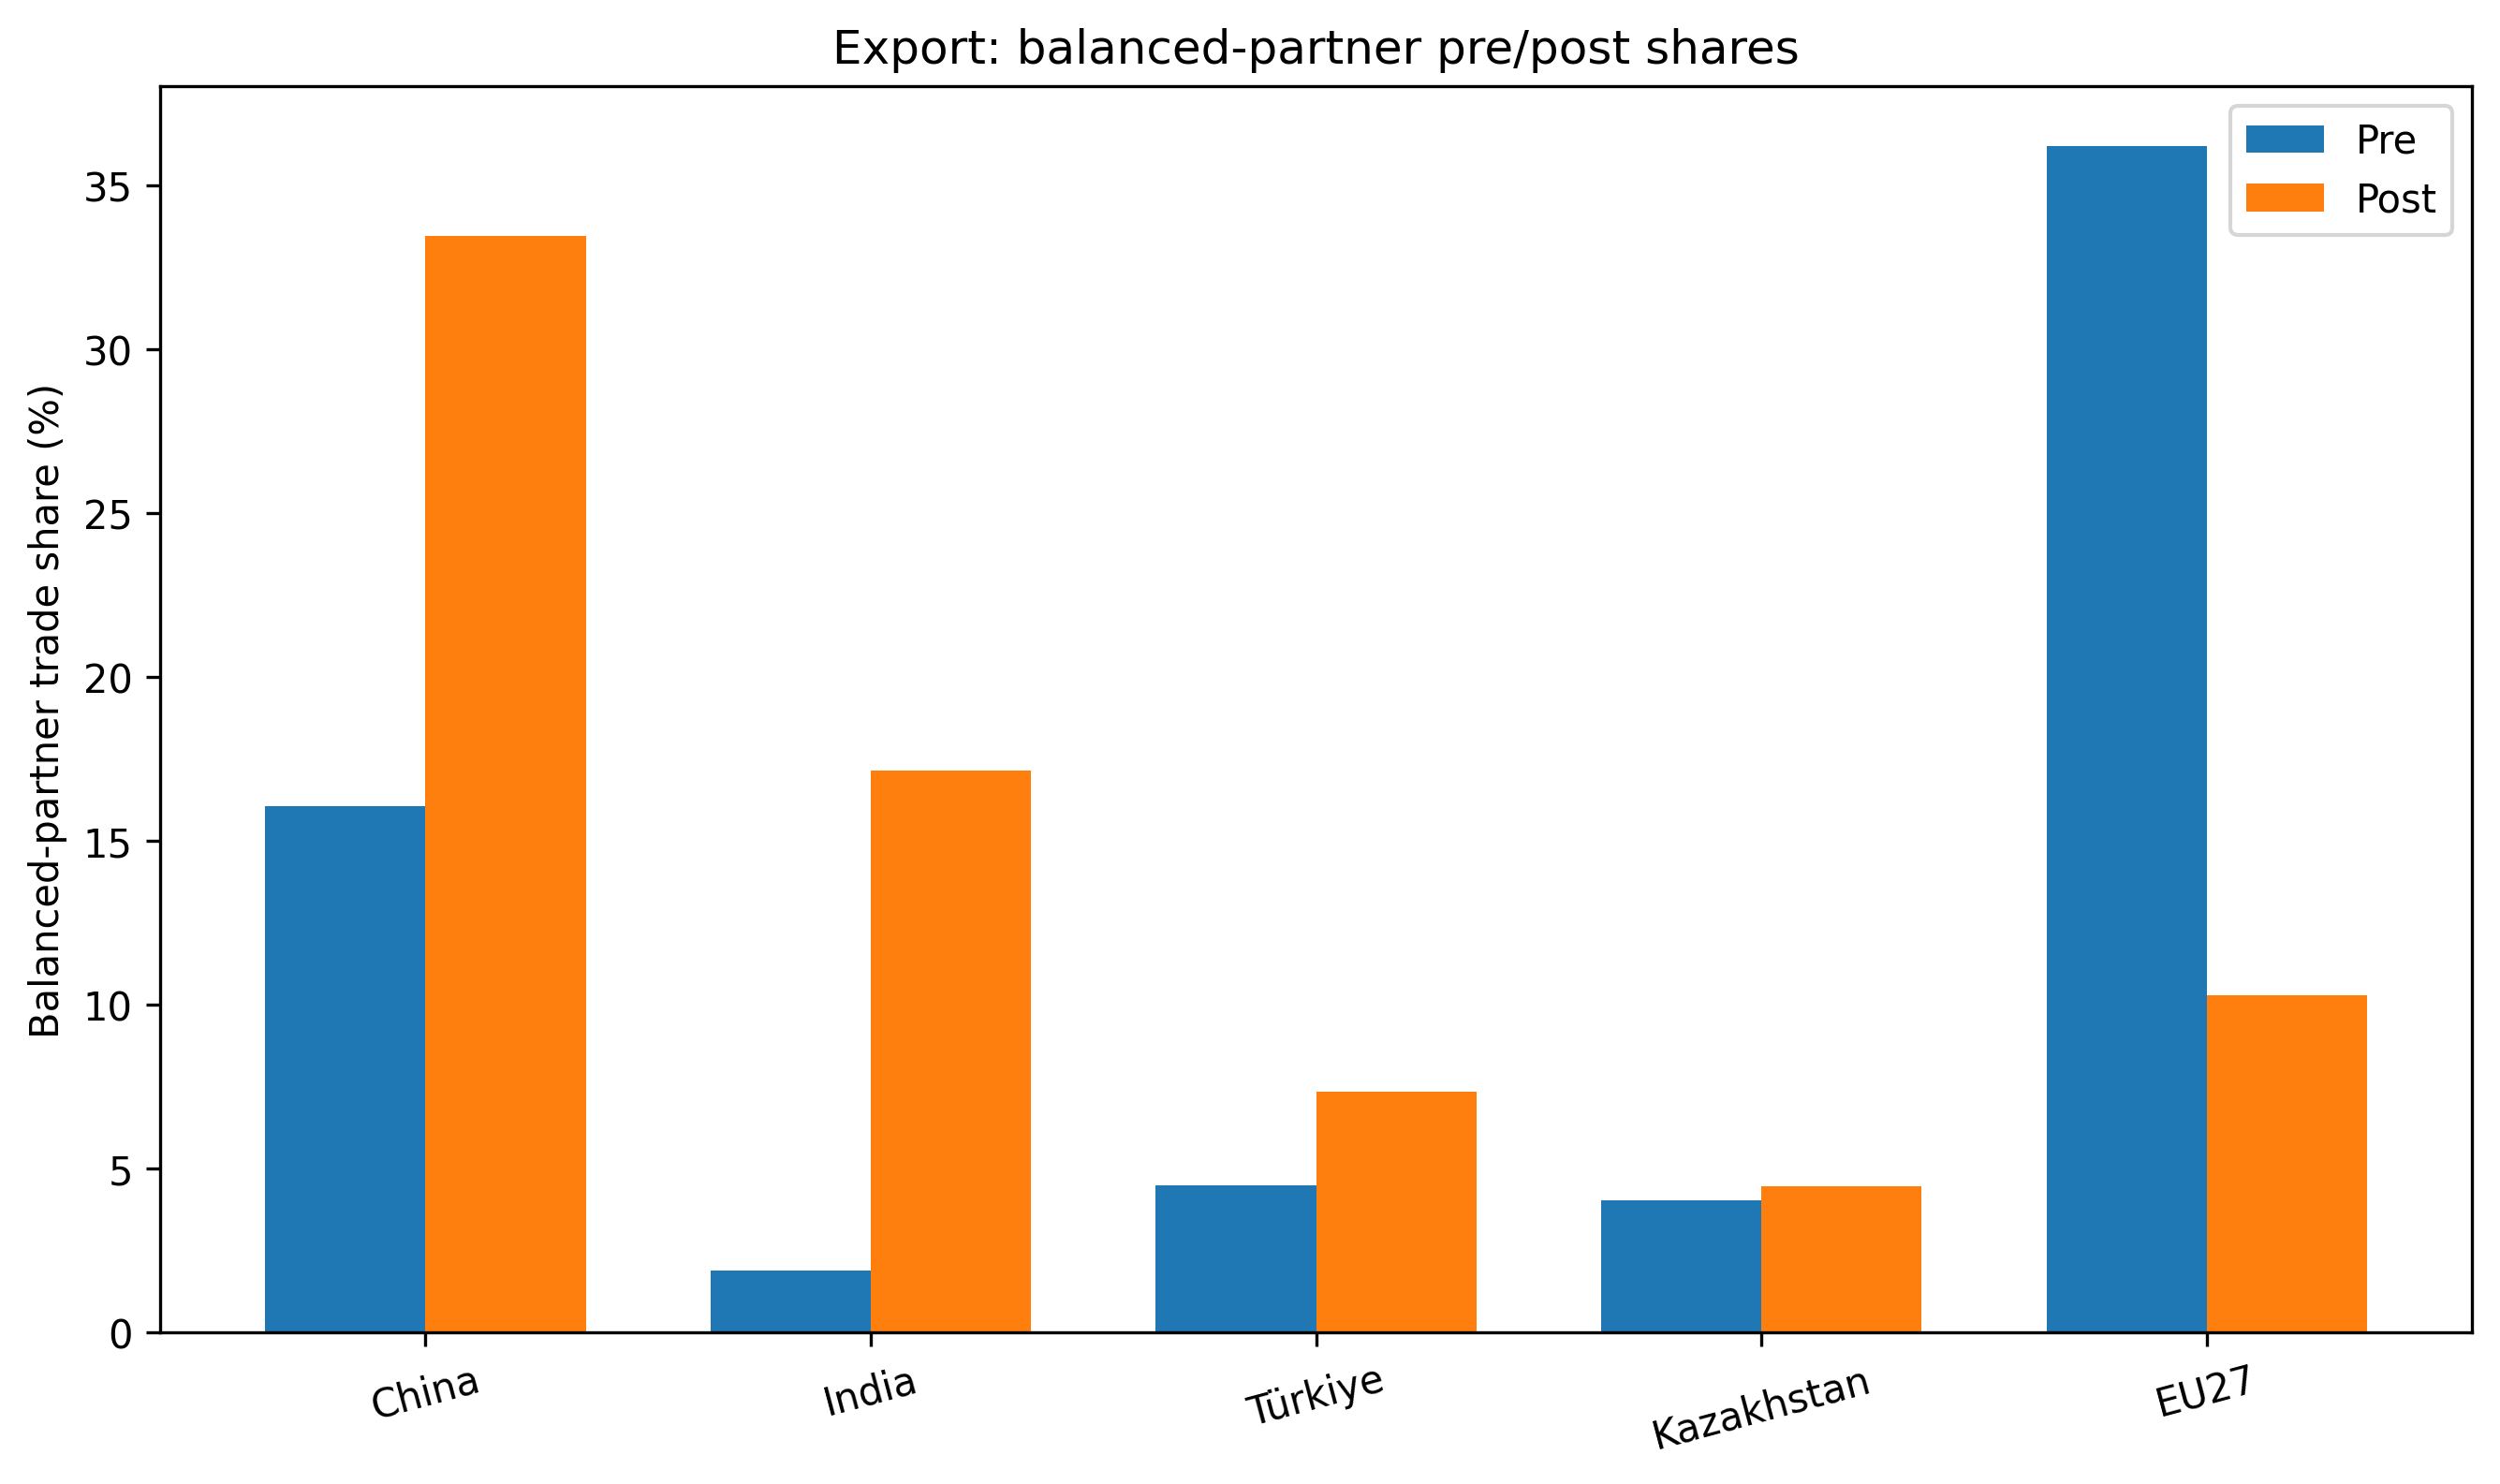 Export: balanced-partner pre/post shares
Pre
Post
Balanced-partner trade share (%)
35
30
25
20
15
10
5
0
China
India
Türkiye
Kazakhstan
EU27